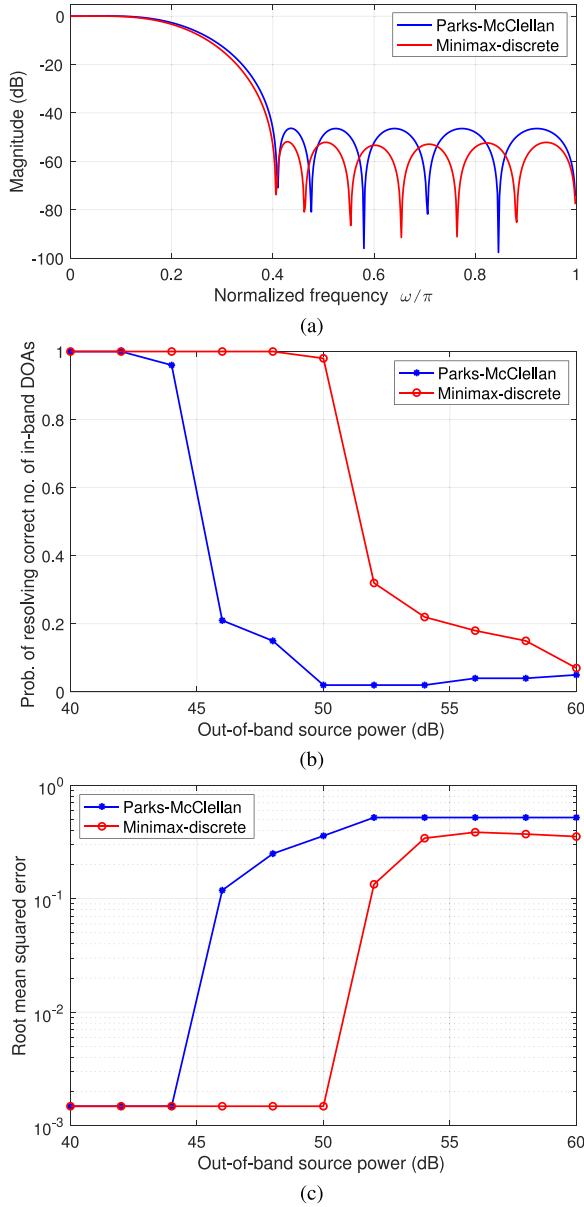 0
-20
-40
-60
-80
-100
Magnitude (dB)
Parks-McClellan
Minimax-discrete
0 0.2 0.4 0.6 0.8 1
Normalized frequency ω/π
(a)
1
0.8
0.6
0.4
0.2
0
Prob. of resolving correct no. of in-band DOAs
Parks-McClellan
Minimax-discrete
40 45 50 55 60
Out-of-band source power (dB)
(b)
10^0
10^-1
10^-2
10^-3
Root mean squared error
Parks-McClellan
Minimax-discrete
40 45 50 55 60
Out-of-band source power (dB)
(c)